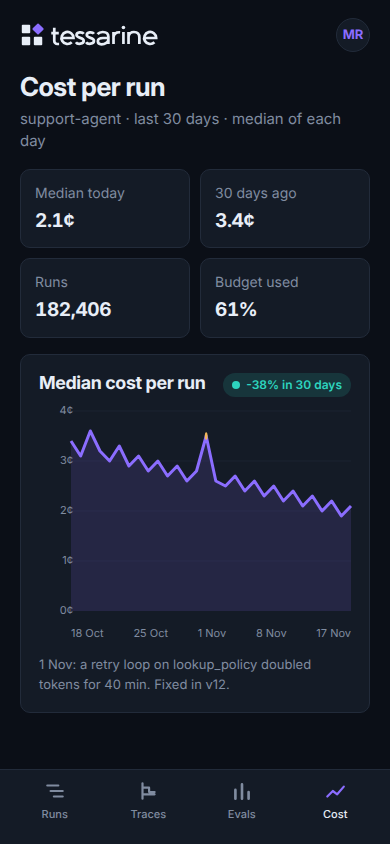 tessarine
MR
Cost per run
support-agent · last 30 days · median of each
day
Median today
2.1¢
30 days ago
3.4¢
Runs
182,406
Budget used
61%
Median cost per run
-38% in 30 days
4¢
3¢
2¢
1¢
0¢
18 Oct
25 Oct
1 Nov
8 Nov
17 Nov
1 Nov: a retry loop on lookup_policy doubled
tokens for 40 min. Fixed in v12.
Runs
Traces
Evals
Cost